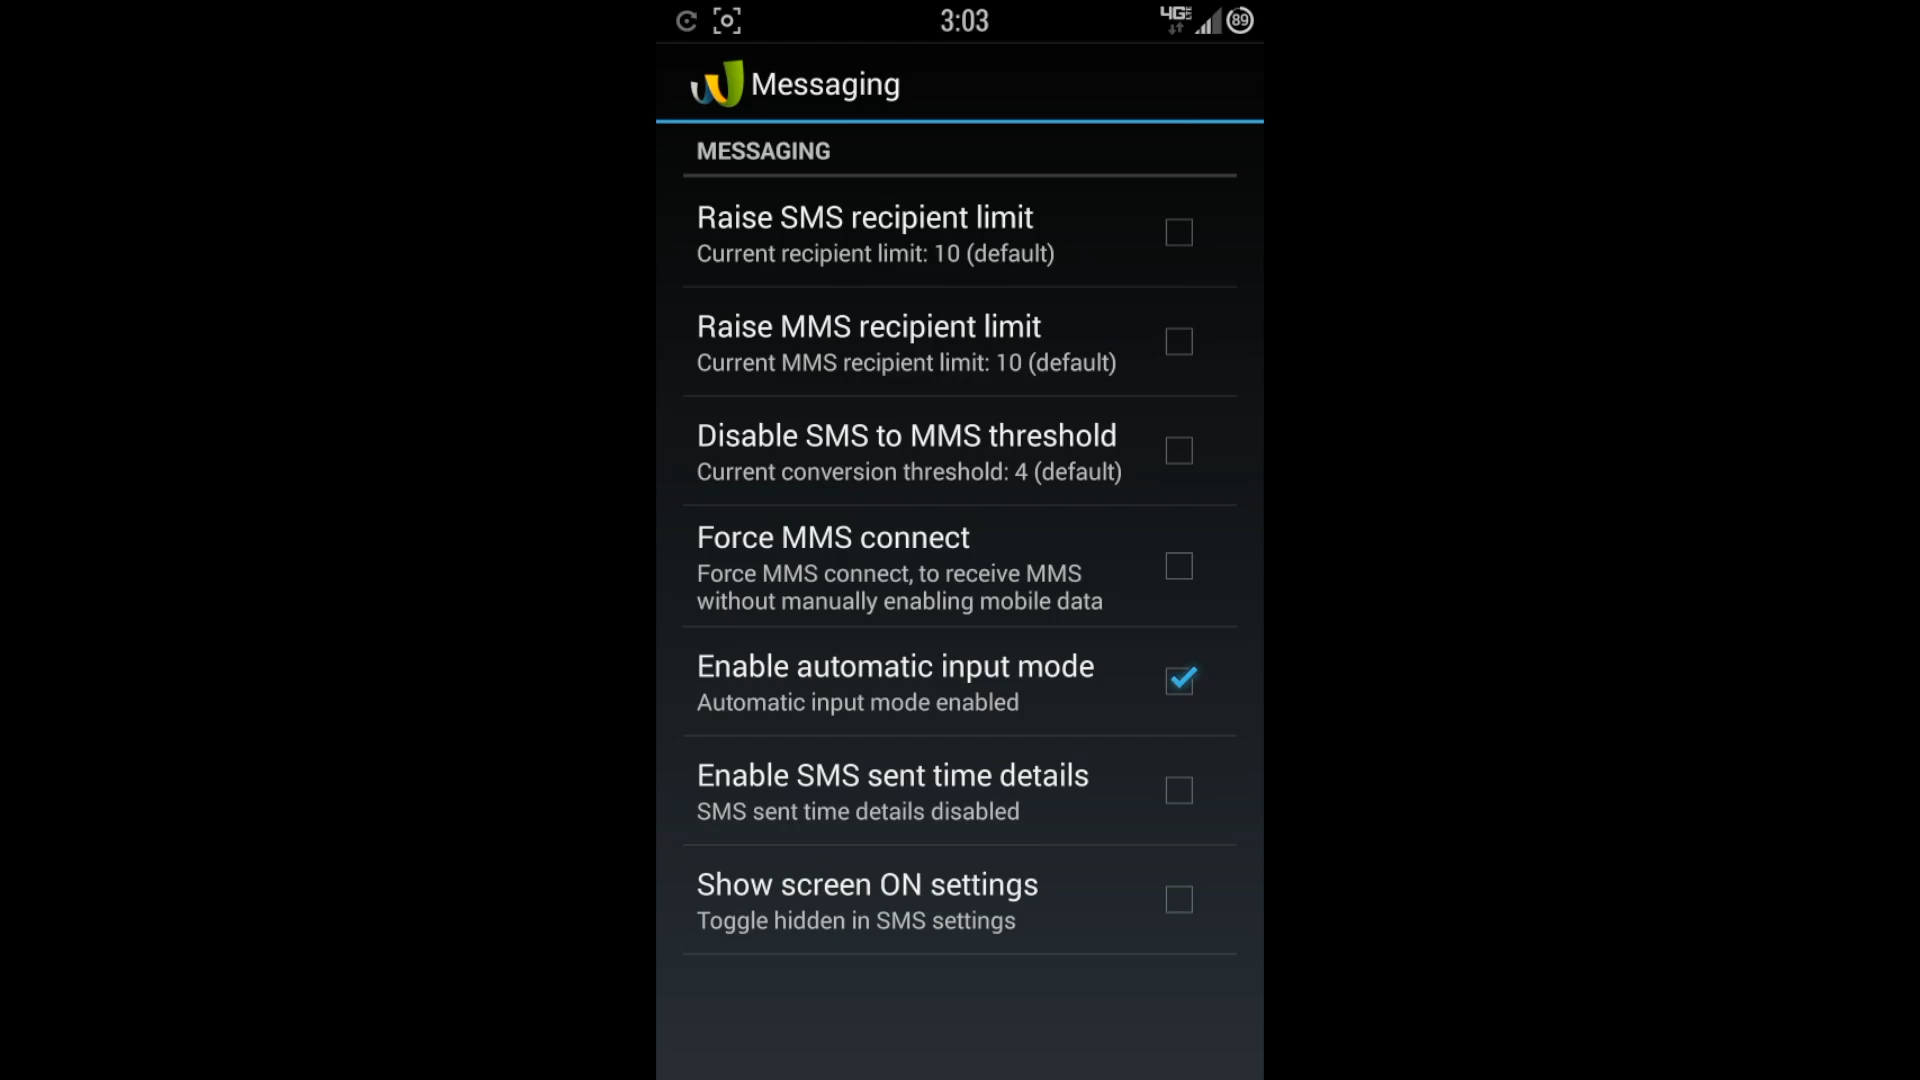 3:03
4G LTE
89
Messaging
MESSAGING
Raise SMS recipient limit
Current recipient limit: 10 (default)
Raise MMS recipient limit
Current MMS recipient limit: 10 (default)
Disable SMS to MMS threshold
Current conversion threshold: 4 (default)
Force MMS connect
Force MMS connect, to receive MMS
without manually enabling mobile data
Enable automatic input mode
Automatic input mode enabled
Enable SMS sent time details
SMS sent time details disabled
Show screen ON settings
Toggle hidden in SMS settings